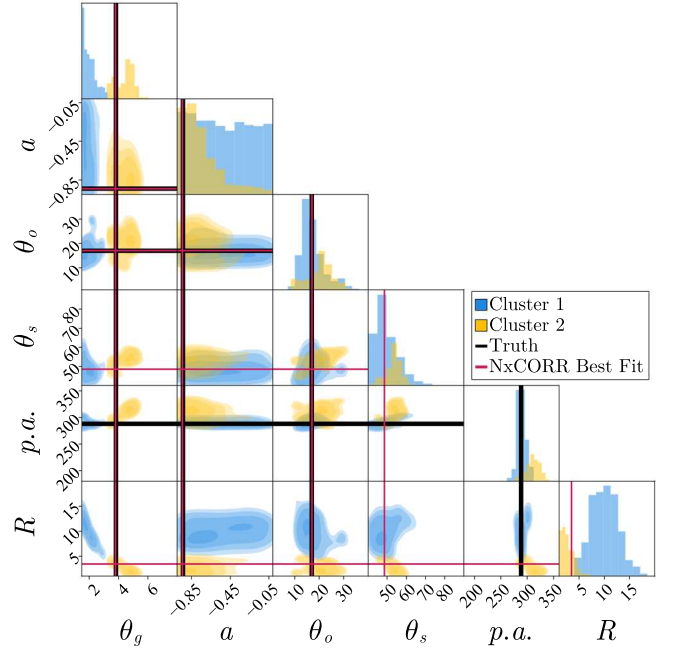 −0.05
−0.45
−0.85
a
30
20
10
θₒ
80
70
60
50
θₛ
Cluster 1
Cluster 2
Truth
NxCORR Best Fit
350
300
250
200
p.a.
15
10
5
R
2 4 6 −0.85 −0.45 −0.05 10 20 30 50 60 70 80 200 250 300 350 5 10 15
θg a θₒ θₛ p.a. R